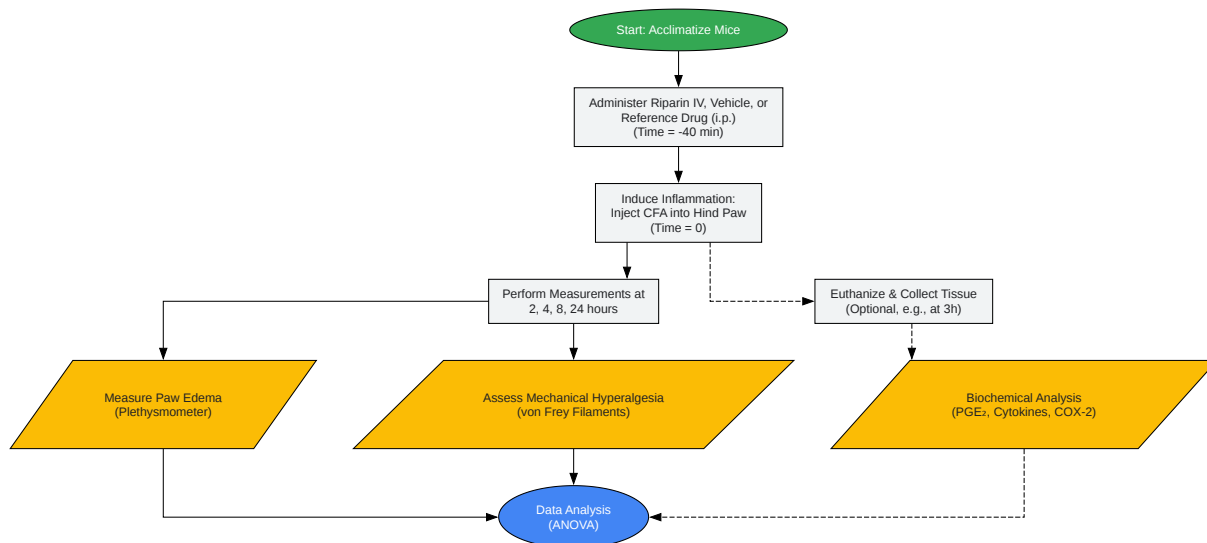 Start: Acclimatize Mice
Administer Riparin IV, Vehicle, or
Reference Drug (i.p.)
(Time = -40 min)
Induce Inflammation:
Inject CFA into Hind Paw
(Time = 0)
Perform Measurements at
2, 4, 8, 24 hours
Euthanize & Collect Tissue
(Optional, e.g., at 3h)
Measure Paw Edema
(Plethysmometer)
Assess Mechanical Hyperalgesia
(von Frey Filaments)
Biochemical Analysis
(PGE₂, Cytokines, COX-2)
Data Analysis
(ANOVA)